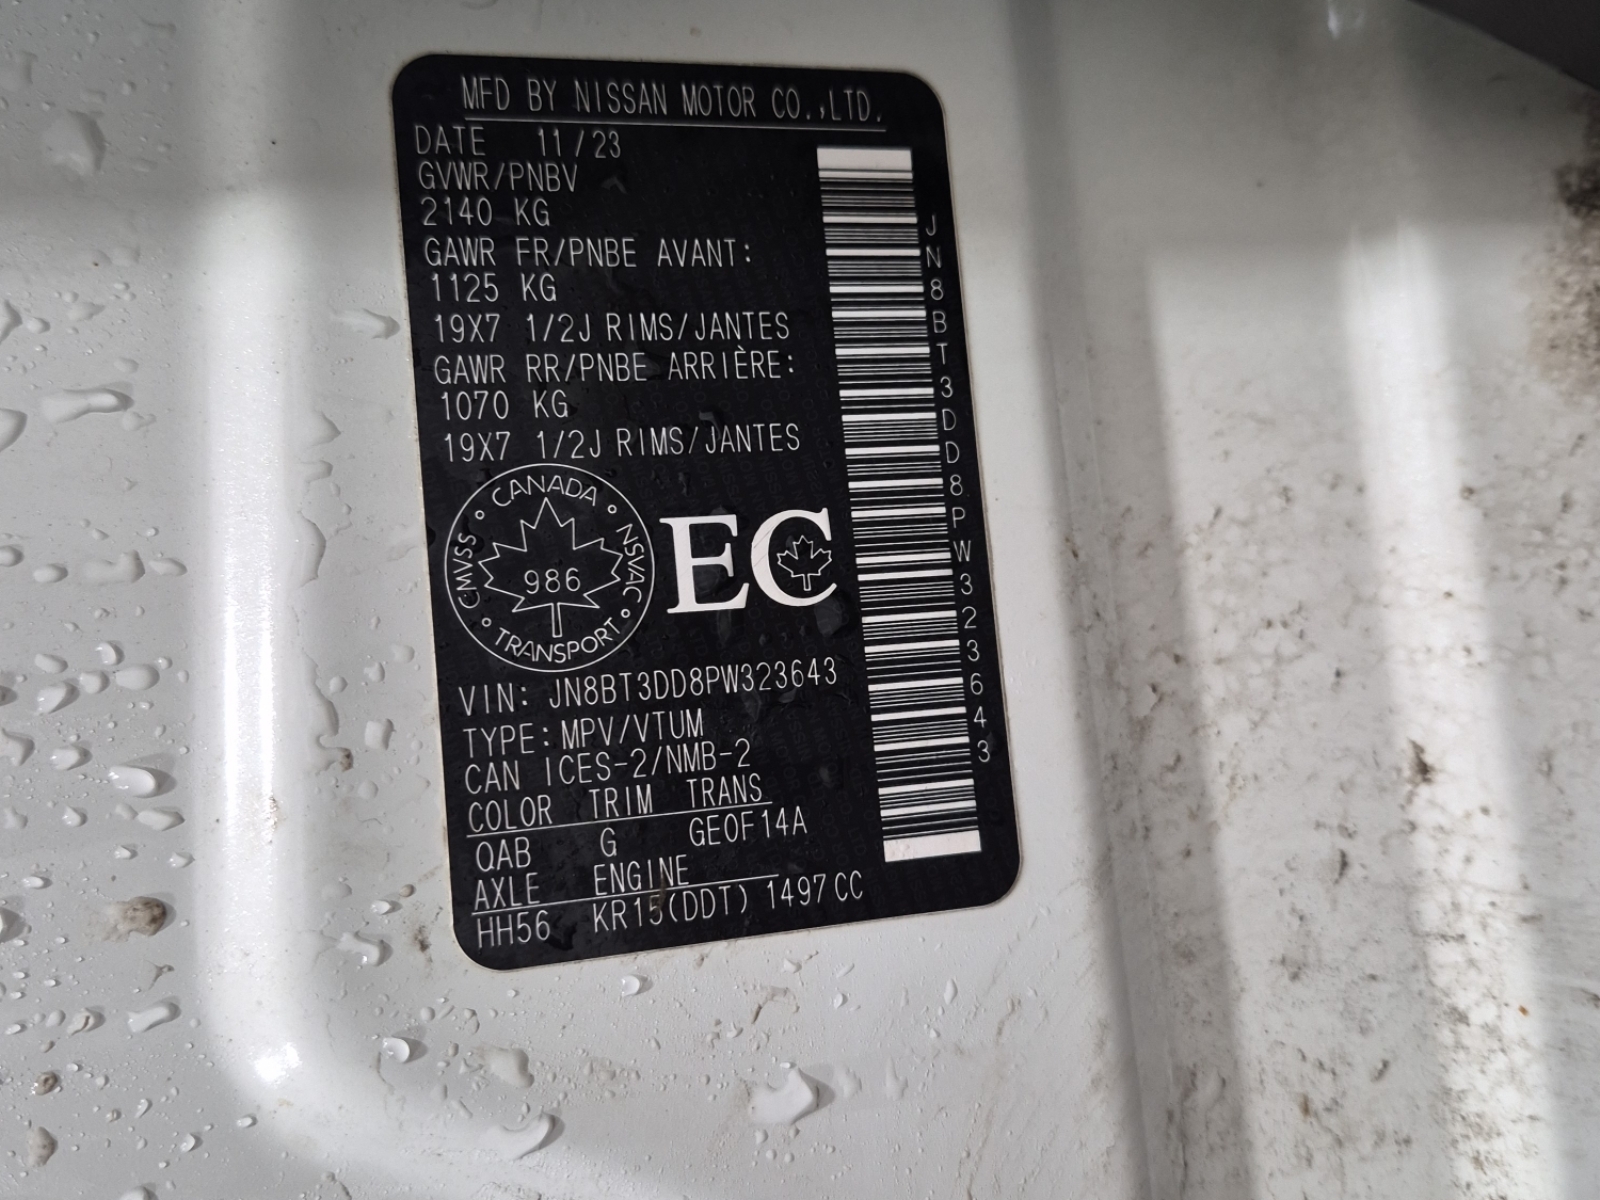 MFD BY NISSAN MOTOR CO.,LTD.
DATE 11/23
GVWR/PNBV
2140 KG
GAWR FR/PNBE AVANT:
1125 KG
19X7 1/2J RIMS/JANTES
GAWR RR/PNBE ARRIÈRE:
1070 KG
19X7 1/2J RIMS/JANTES
CANADA
CMVSS
NSVAC
986
TRANSPORT
EC
VIN: JN8BT3DD8PW323643
TYPE: MPV/VTUM
CAN ICES-2/NMB-2
COLOR TRIM TRANS
QAB G GEOF14A
AXLE ENGINE
HH56 KR15(DDT) 1497CC
JN8BT3DD8PW323643